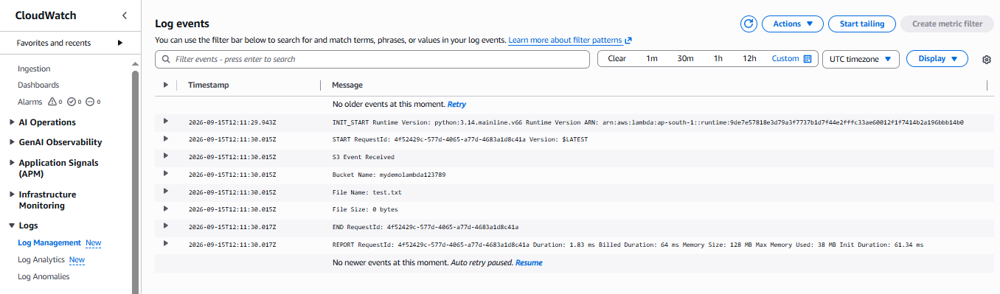 CloudWatch
Favorites and recents
Ingestion
Dashboards
Alarms 0 0 0
AI Operations
GenAI Observability
Application Signals
(APM)
Infrastructure
Monitoring
Logs
Log Management New
Log Analytics New
Log Anomalies
Log events
Actions
Start tailing
Create metric filter
You can use the filter bar below to search for and match terms, phrases, or values in your log events. Learn more about filter patterns
Filter events - press enter to search
Clear 1m 30m 1h 12h Custom
UTC timezone
Display
Timestamp Message
No older events at this moment. Retry
2026-09-15T12:11:29.943Z INIT_START Runtime Version: python:3.14.mainline.v66 Runtime Version ARN: arn:aws:lambda:ap-south-1::runtime:9de7e57818e3d79a3f7737b1d7f44e2fffc33ae60012f1f7414b2a196bbb14b0
2026-09-15T12:11:30.015Z START RequestId: 4f52429c-577d-4065-a77d-4683a1d8c41a Version: $LATEST
2026-09-15T12:11:30.015Z S3 Event Received
2026-09-15T12:11:30.015Z Bucket Name: mydemolambda123789
2026-09-15T12:11:30.015Z File Name: test.txt
2026-09-15T12:11:30.015Z File Size: 0 bytes
2026-09-15T12:11:30.017Z END RequestId: 4f52429c-577d-4065-a77d-4683a1d8c41a
2026-09-15T12:11:30.017Z REPORT RequestId: 4f52429c-577d-4065-a77d-4683a1d8c41a Duration: 1.83 ms Billed Duration: 64 ms Memory Size: 128 MB Max Memory Used: 38 MB Init Duration: 61.34 ms
No newer events at this moment. Auto retry paused. Resume